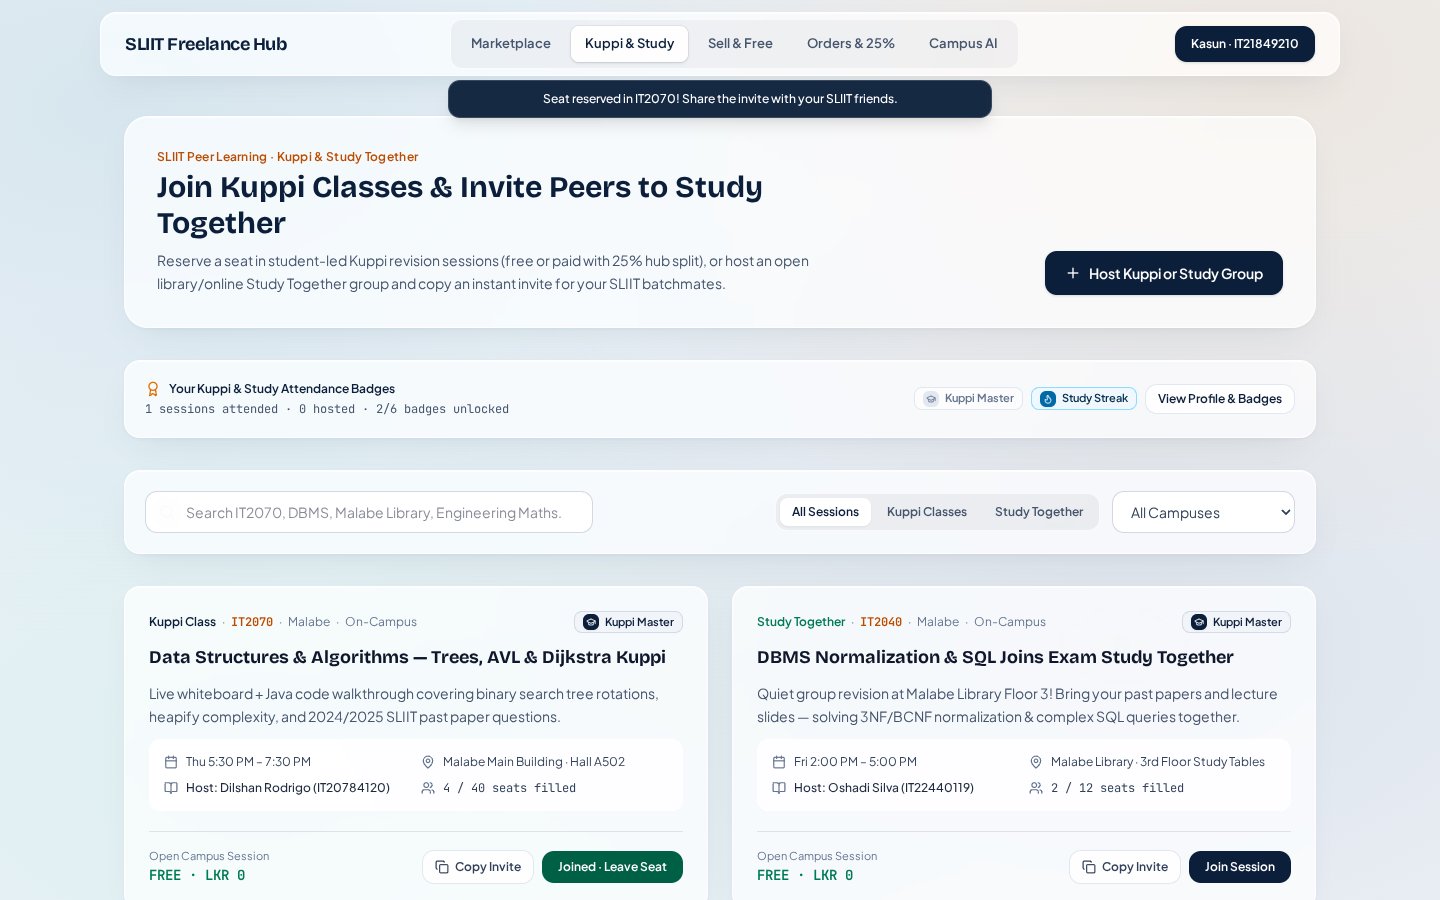 SLIIT Freelance Hub
Marketplace
Kuppi & Study
Sell & Free
Orders & 25%
Campus AI
Kasun · IT21849210
Seat reserved in IT2070! Share the invite with your SLIIT friends.
SLIIT Peer Learning · Kuppi & Study Together
Join Kuppi Classes & Invite Peers to Study
Together
Reserve a seat in student-led Kuppi revision sessions (free or paid with 25% hub split), or host an open
library/online Study Together group and copy an instant invite for your SLIIT batchmates.
Host Kuppi or Study Group
Your Kuppi & Study Attendance Badges
1 sessions attended · 0 hosted · 2/6 badges unlocked
Kuppi Master
Study Streak
View Profile & Badges
Search IT2070, DBMS, Malabe Library, Engineering Maths.
All Sessions
Kuppi Classes
Study Together
All Campuses
Kuppi Class · IT2070 · Malabe · On-Campus
Kuppi Master
Data Structures & Algorithms — Trees, AVL & Dijkstra Kuppi
Live whiteboard + Java code walkthrough covering binary search tree rotations,
heapify complexity, and 2024/2025 SLIIT past paper questions.
Thu 5:30 PM – 7:30 PM
Malabe Main Building · Hall A502
Host: Dilshan Rodrigo (IT20784120)
4 / 40 seats filled
Open Campus Session
FREE · LKR 0
Copy Invite
Joined · Leave Seat
Study Together · IT2040 · Malabe · On-Campus
Kuppi Master
DBMS Normalization & SQL Joins Exam Study Together
Quiet group revision at Malabe Library Floor 3! Bring your past papers and lecture
slides — solving 3NF/BCNF normalization & complex SQL queries together.
Fri 2:00 PM – 5:00 PM
Malabe Library · 3rd Floor Study Tables
Host: Oshadi Silva (IT22440119)
2 / 12 seats filled
Open Campus Session
FREE · LKR 0
Copy Invite
Join Session